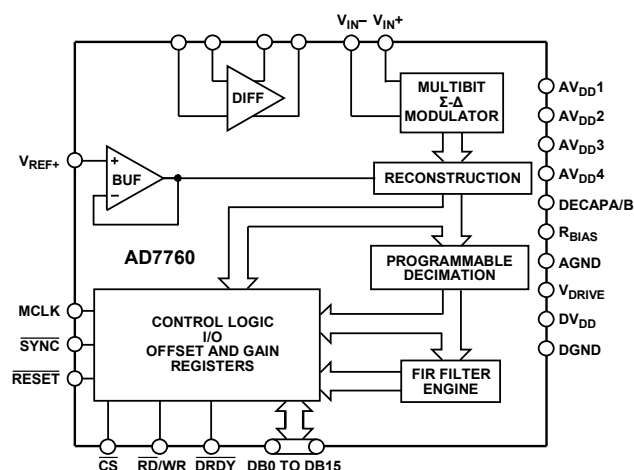 VIN– VIN+
DIFF
MULTIBIT
Σ-Δ
MODULATOR
AVDD1
AVDD2
AVDD3
AVDD4
DECAPA/B
RBIAS
AGND
VDRIVE
DVDD
DGND
VREF+
+
BUF
–
RECONSTRUCTION
AD7760
PROGRAMMABLE
DECIMATION
MCLK
SYNC
RESET
CONTROL LOGIC
I/O
OFFSET AND GAIN
REGISTERS
FIR FILTER
ENGINE
CS
RD/WR
DRDY
DB0 TO DB15